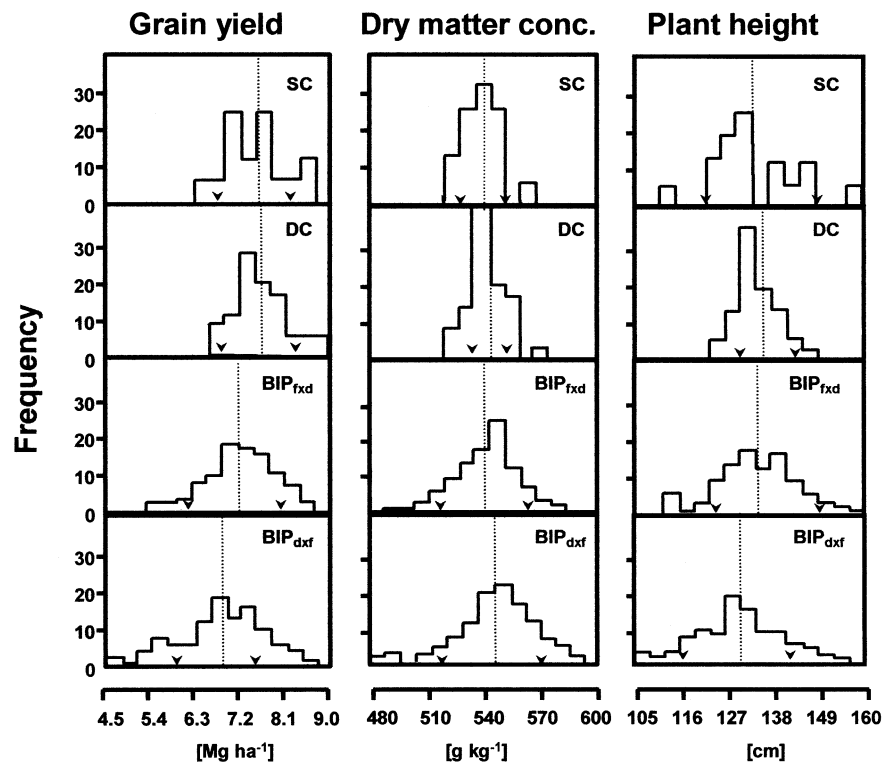 Grain yield Dry matter conc. Plant height
SC SC SC
30
20
10
0
DC DC DC
30
20
10
0
BIPfxd BIPfxd BIPfxd
30
20
10
0
BIPdxf BIPdxf BIPdxf
30
20
10
0
Frequency
4.5 5.4 6.3 7.2 8.1 9.0 480 510 540 570 600 105 116 127 138 149 160
[Mg ha-1] [g kg-1] [cm]